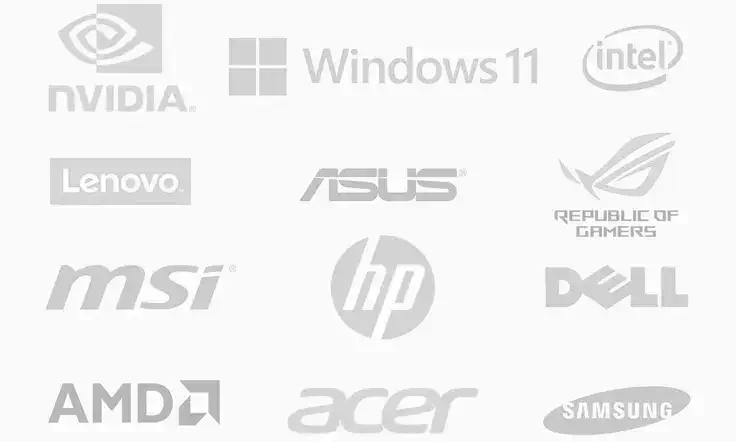 NVIDIA®
Windows 11
intel®
Lenovo®
ASUS®
REPUBLIC OF
GAMERS
msi®
hp
DELL
AMD
acer
SAMSUNG